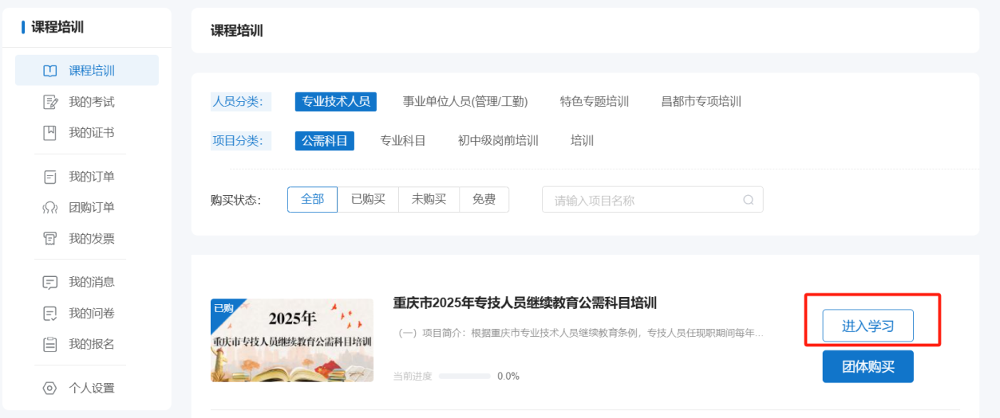 课程培训
课程培训
我的考试
我的证书
我的订单
团购订单
我的发票
我的消息
我的问卷
我的报名
个人设置
课程培训
人员分类： 专业技术人员 事业单位人员(管理/工勤) 特色专题培训 昌都市专项培训
项目分类： 公需科目 专业科目 初中级岗前培训 培训
购买状态： 全部 已购买 未购买 免费 请输入项目名称
已购
2025年
重庆市专技人员继续教育公需科目培训
重庆市2025年专技人员继续教育公需科目培训
（一）项目简介：根据重庆市专业技术人员继续教育条例，专技人员任现职期间每年...
当前进度 0.0%
进入学习
团体购买